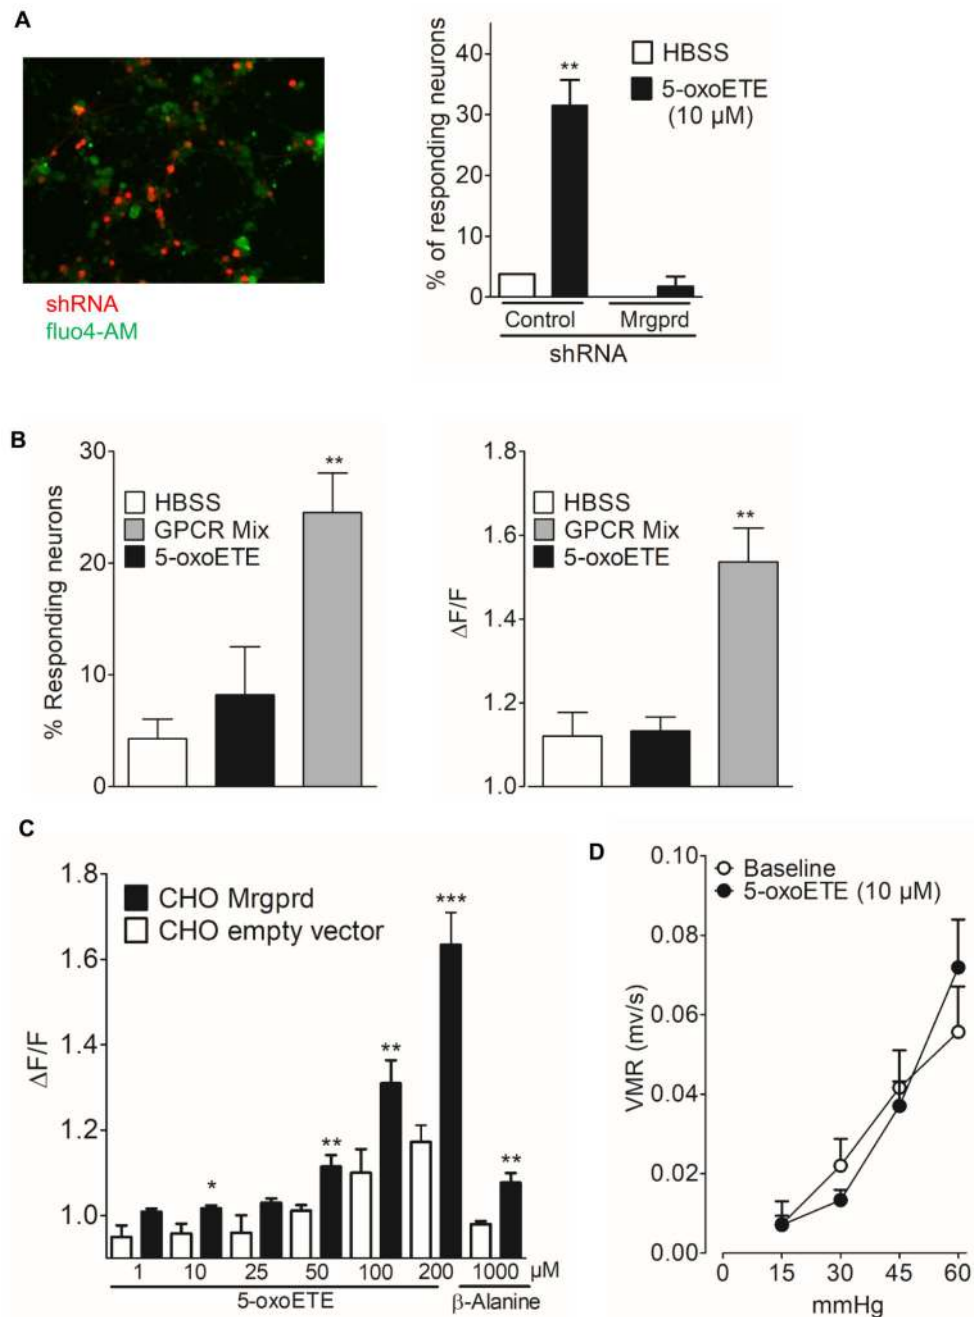 A
shRNA
fluo4-AM
% of responding neurons
40
30
20
10
0
HBSS
5-oxoETE
(10 µM)
**
Control
Mrgprd
shRNA
B
% Responding neurons
30
20
10
0
HBSS
GPCR Mix
5-oxoETE
**
ΔF/F
1.8
1.6
1.4
1.2
1.0
HBSS
GPCR Mix
5-oxoETE
**
C
ΔF/F
1.8
1.6
1.4
1.2
1.0
CHO Mrgprd
CHO empty vector
* ** ** *** **
1 10 25 50 100 200 1000 µM
5-oxoETE β-Alanine
D
VMR (mv/s)
0.10
0.08
0.06
0.04
0.02
0.00
Baseline
5-oxoETE (10 µM)
0 15 30 45 60
mmHg